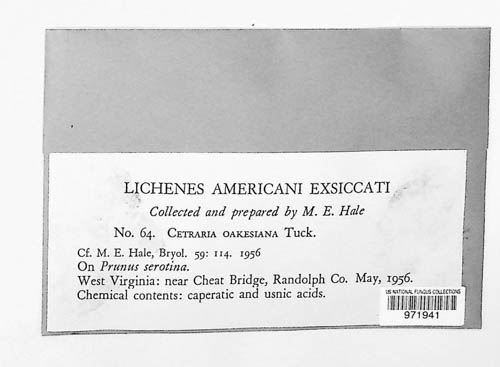 LICHENES AMERICANI EXSICCATI
Collected and prepared by M. E. Hale
No. 64. CETRARIA OAKESIANA Tuck.
Cf. M. E. Hale, Bryol. 59: 114. 1956
On Prunus serotina.
West Virginia: near Cheat Bridge, Randolph Co. May, 1956.
Chemical contents: caperatic and usnic acids.
US NATIONAL FUNGUS COLLECTIONS
971941